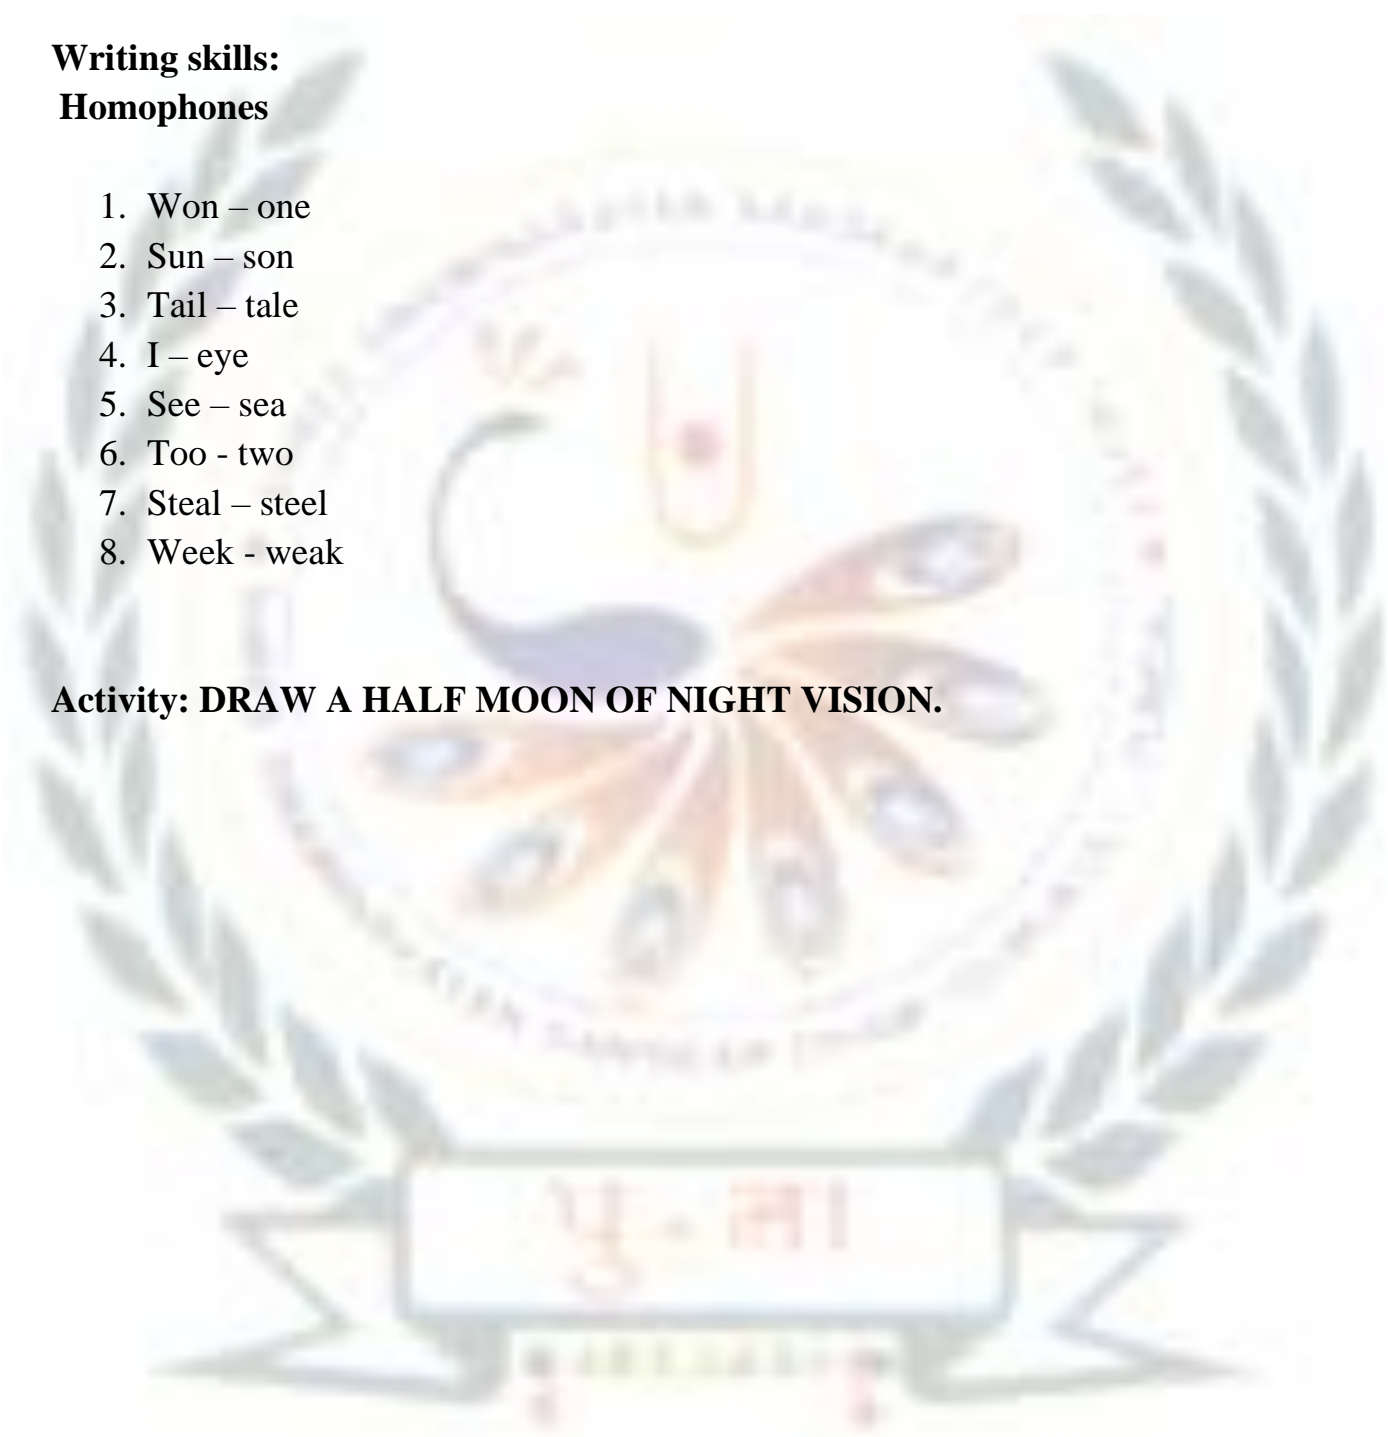 Writing skills:
Homophones
1. Won – one
2. Sun – son
3. Tail – tale
4. I – eye
5. See – sea
6. Too - two
7. Steal – steel
8. Week - weak
Activity: DRAW A HALF MOON OF NIGHT VISION.